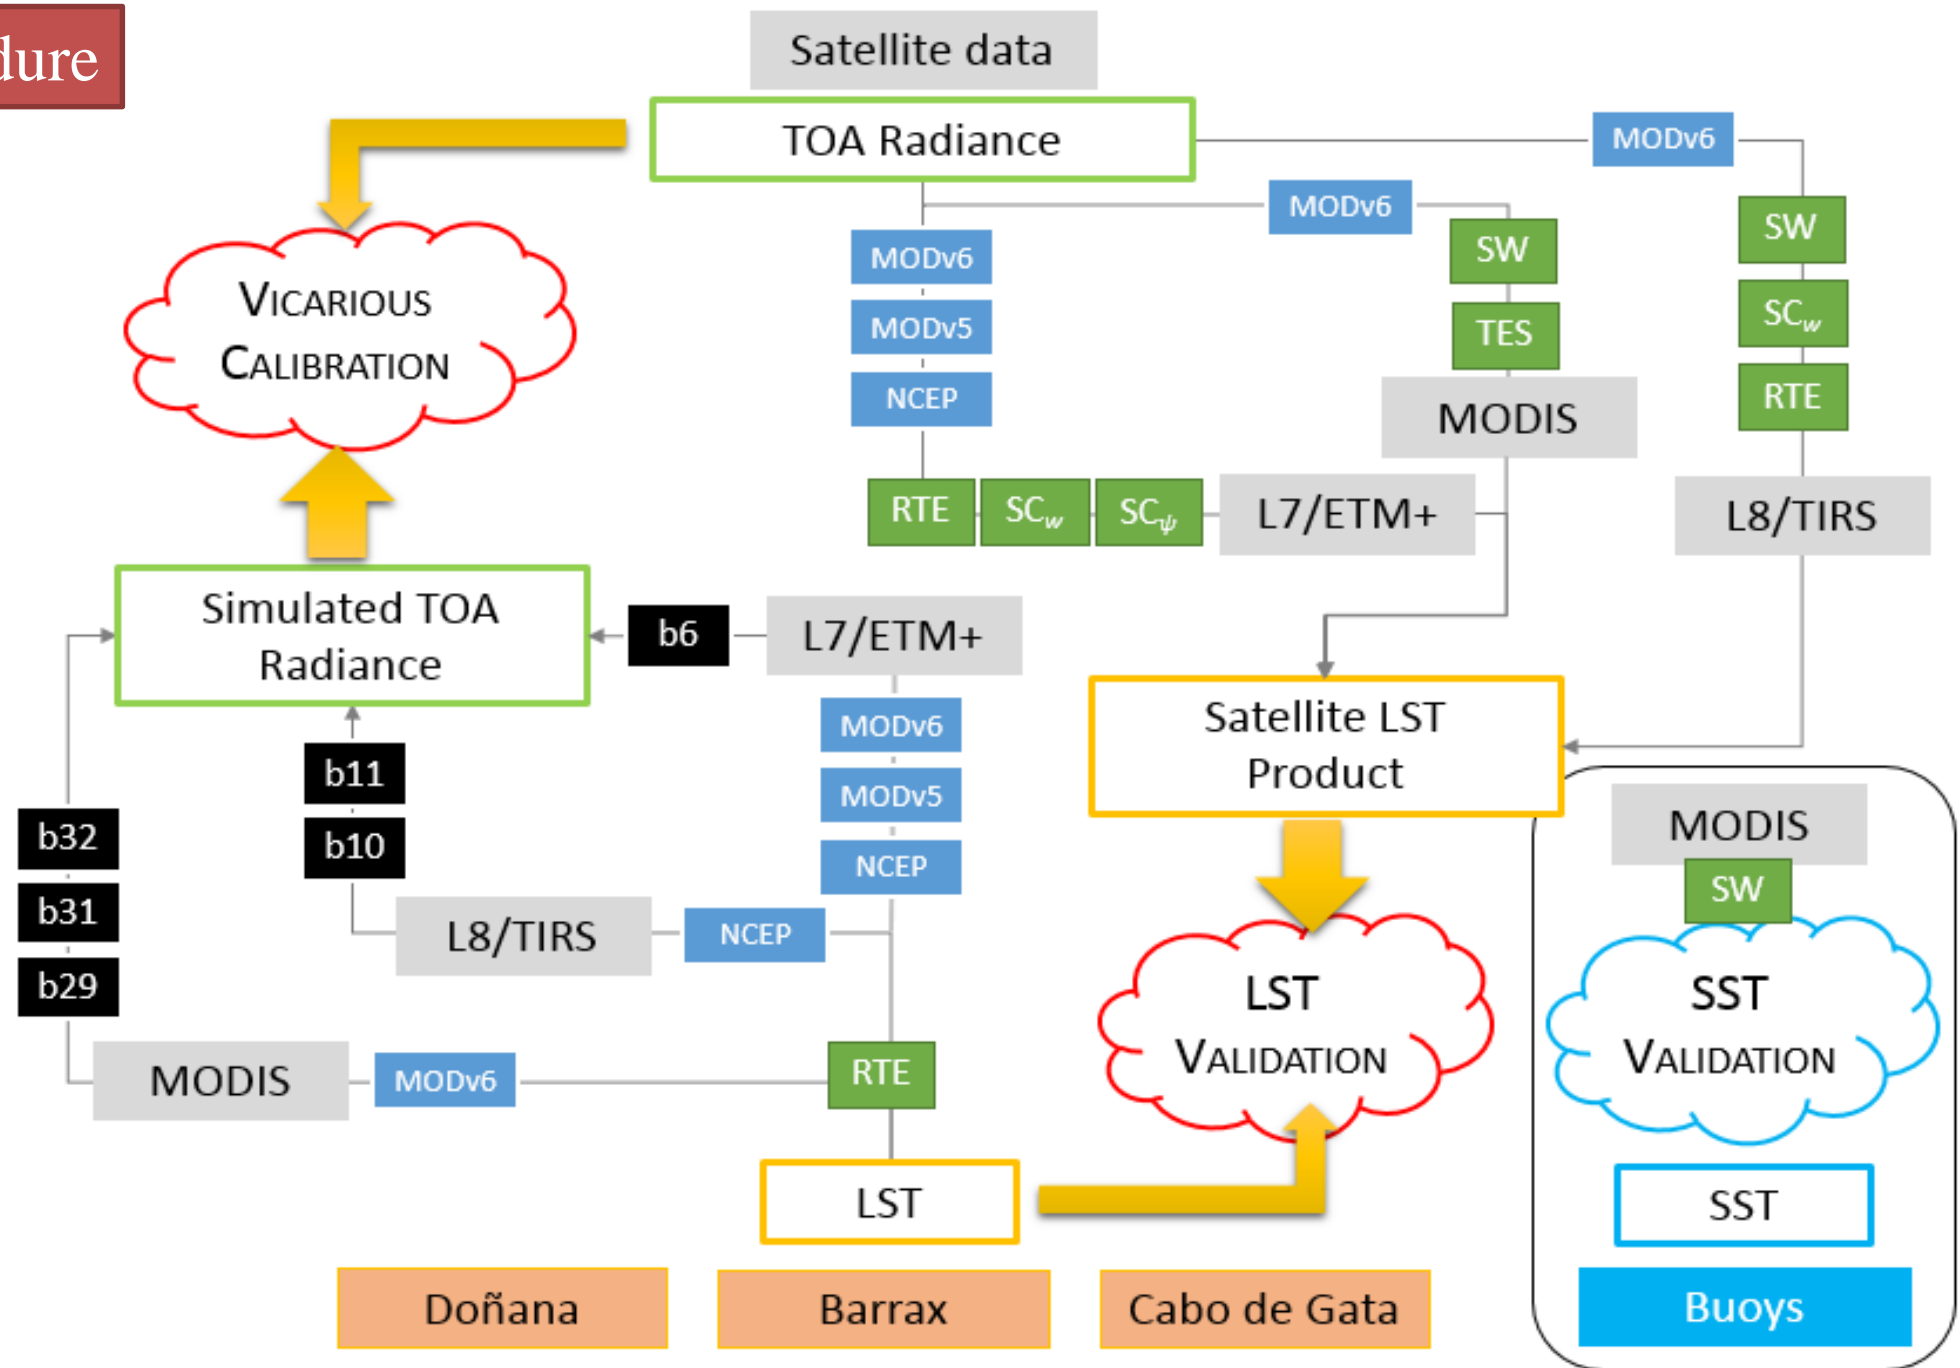 dure
Satellite data
TOA Radiance
MODv6
MODv6
SW
SW
MODv6
MODv5
NCEP
TES
SCw
RTE
MODIS
VICARIOUS
CALIBRATION
RTE
SCw
SCψ
L7/ETM+
L8/TIRS
Simulated TOA
Radiance
b6
L7/ETM+
MODv6
MODv5
NCEP
Satellite LST
Product
b11
b10
b32
b31
b29
L8/TIRS
NCEP
MODIS
SW
LST
VALIDATION
SST
VALIDATION
MODIS
MODv6
RTE
LST
SST
Doñana
Barrax
Cabo de Gata
Buoys